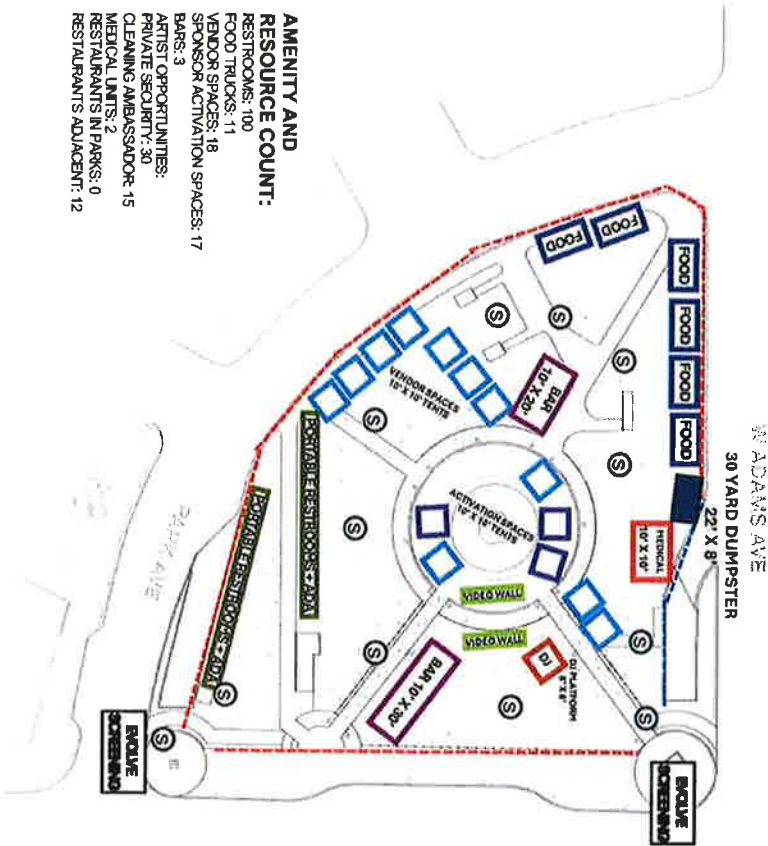 AMENITY AND
RESOURCE COUNT:
RESTROOMS: 100
FOOD TRUCKS: 11
VENDOR SPACES: 18
SPONSOR ACTIVATION SPACES: 17
BARS: 3
ARTIST OPPORTUNITIES:
PRIVATE SECURITY: 30
CLEANING AMBASSADOR: 15
MEDICAL UNITS: 2
RESTAURANTS IN PARKS: 0
RESTAURANTS ADJACENT: 12
W ADAMS AVE
30 YARD DUMPSTER
22' X 8'
FOOD
FOOD
FOOD
FOOD
FOOD
FOOD
MEDICAL
10' X 10'
BAR
10' X 20'
VENDOR SPACES
10' X 10' TENTS
ACTIVATION SPACES
10' X 10' TENTS
VIDEO WALL
VIDEO WALL
DJ
DJ PLATFORM
8' X 8'
BAR 10' X 30'
PORTABLE RESTROOMS + ADA
PORTABLE RESTROOMS + ADA
PARK AVE
EVOLVE
SCREENING
EVOLVE
SCREENING
S
S
S
S
S
S
S
S
S
S
S
S
S